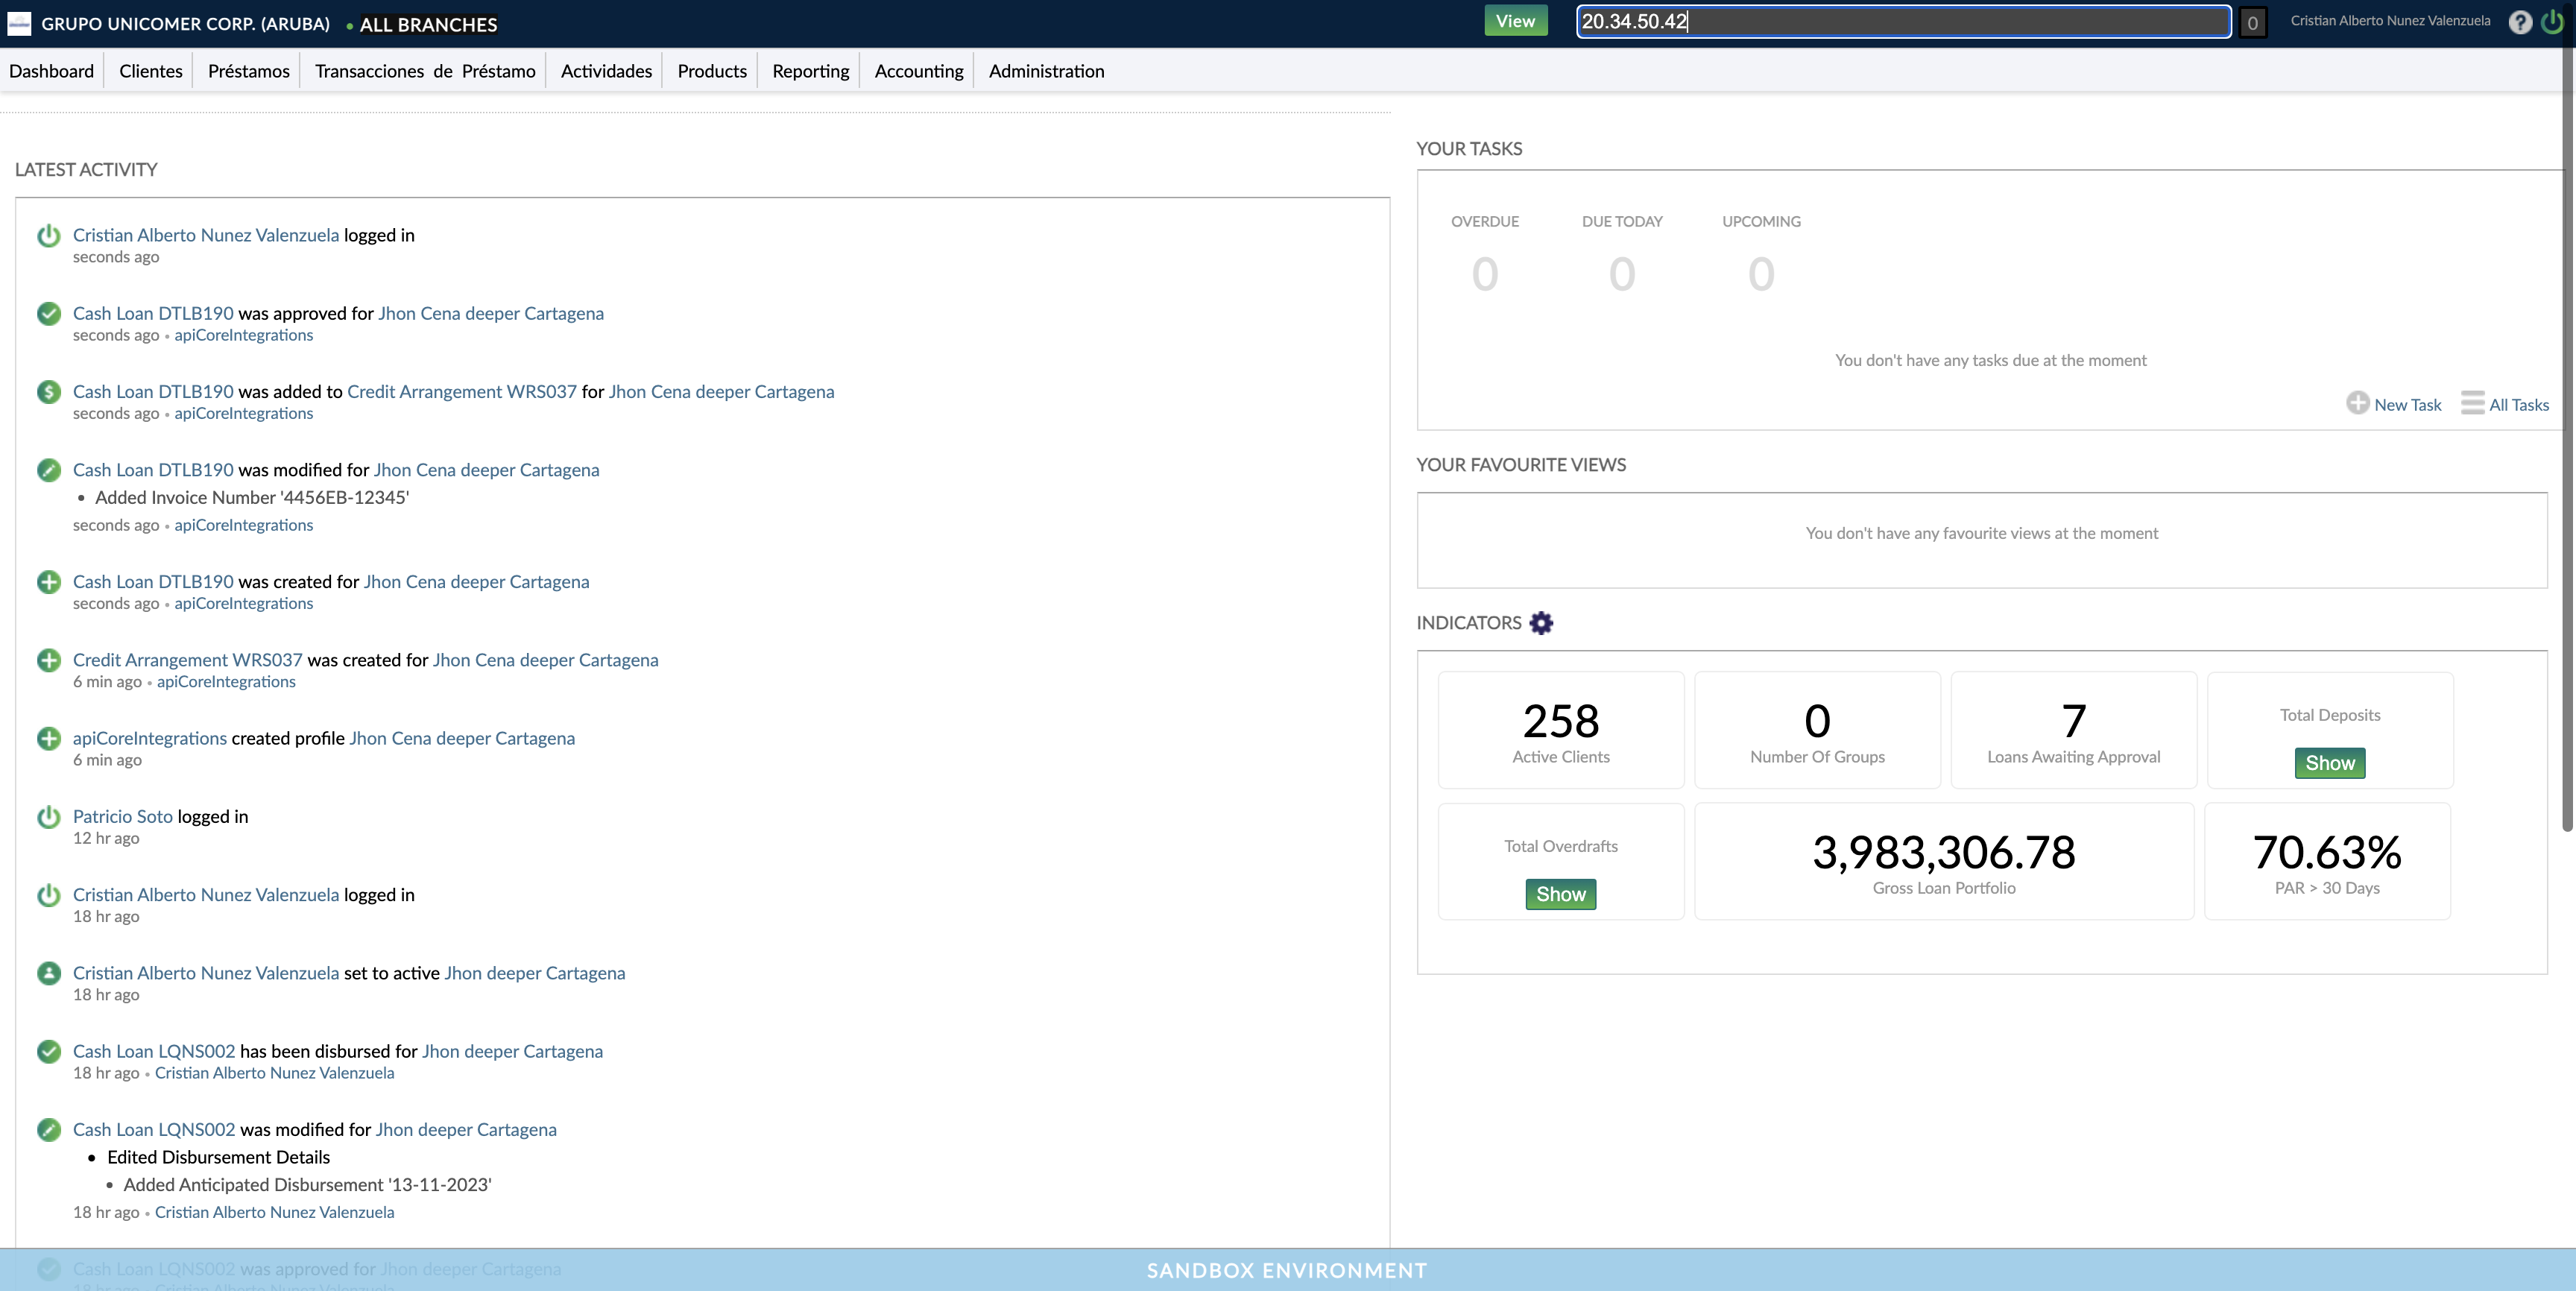 GRUPO UNICOMER CORP. (ARUBA) • ALL BRANCHES
View
20.34.50.42
0
Cristian Alberto Nunez Valenzuela
?
Dashboard
Clientes
Préstamos
Transacciones de Préstamo
Actividades
Products
Reporting
Accounting
Administration
LATEST ACTIVITY
Cristian Alberto Nunez Valenzuela logged in
seconds ago
Cash Loan DTLB190 was approved for Jhon Cena deeper Cartagena
seconds ago • apiCoreIntegrations
Cash Loan DTLB190 was added to Credit Arrangement WRS037 for Jhon Cena deeper Cartagena
seconds ago • apiCoreIntegrations
Cash Loan DTLB190 was modified for Jhon Cena deeper Cartagena
• Added Invoice Number '4456EB-12345'
seconds ago • apiCoreIntegrations
Cash Loan DTLB190 was created for Jhon Cena deeper Cartagena
seconds ago • apiCoreIntegrations
Credit Arrangement WRS037 was created for Jhon Cena deeper Cartagena
6 min ago • apiCoreIntegrations
apiCoreIntegrations created profile Jhon Cena deeper Cartagena
6 min ago
Patricio Soto logged in
12 hr ago
Cristian Alberto Nunez Valenzuela logged in
18 hr ago
Cristian Alberto Nunez Valenzuela set to active Jhon deeper Cartagena
18 hr ago
Cash Loan LQNS002 has been disbursed for Jhon deeper Cartagena
18 hr ago • Cristian Alberto Nunez Valenzuela
Cash Loan LQNS002 was modified for Jhon deeper Cartagena
• Edited Disbursement Details
• Added Anticipated Disbursement '13-11-2023'
18 hr ago • Cristian Alberto Nunez Valenzuela
Cash Loan LQNS002 was approved for Jhon deeper Cartagena
18 hr ago • Cristian Alberto Nunez Valenzuela
YOUR TASKS
OVERDUE
DUE TODAY
UPCOMING
0
0
0
You don't have any tasks due at the moment
New Task
All Tasks
YOUR FAVOURITE VIEWS
You don't have any favourite views at the moment
INDICATORS
258
Active Clients
0
Number Of Groups
7
Loans Awaiting Approval
Total Deposits
Show
Total Overdrafts
Show
3,983,306.78
Gross Loan Portfolio
70.63%
PAR > 30 Days
SANDBOX ENVIRONMENT